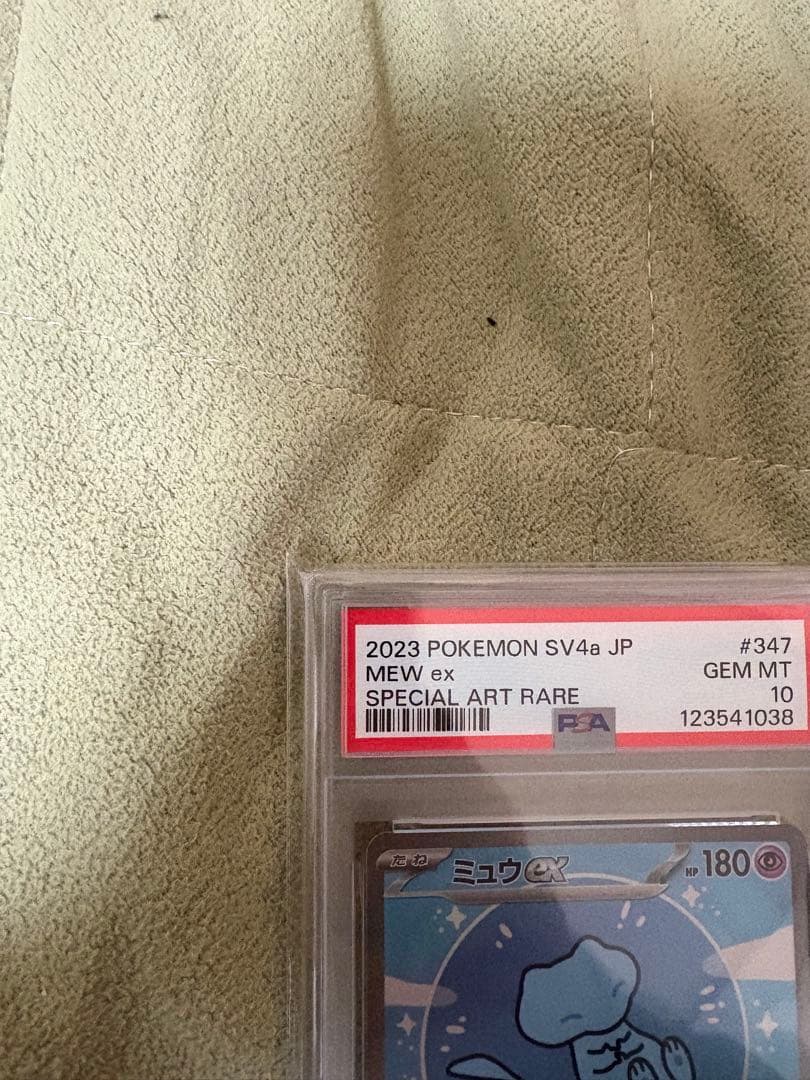 2023 POKEMON SV4a JP #347
MEW ex GEM MT
SPECIAL ART RARE 10
PSA 123541038
たね ミュウex HP 180